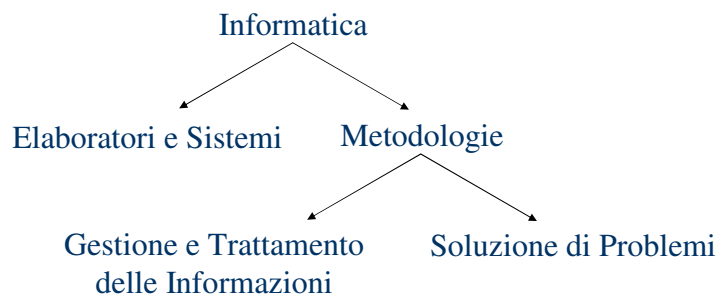 Informatica
Elaboratori e Sistemi
Metodologie
Gestione e Trattamento
delle Informazioni
Soluzione di Problemi